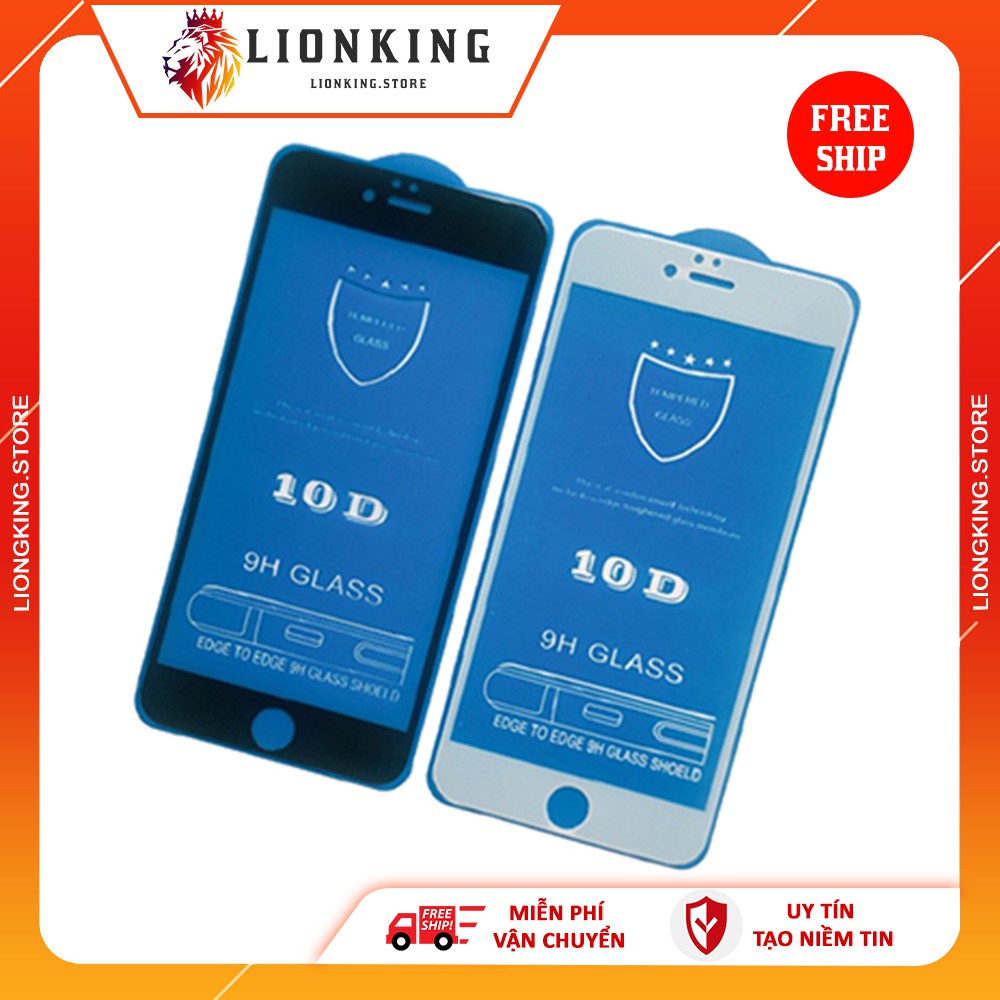 LIONKING
LIONKING.STORE
FREE
SHIP
LIONGKING.STORE
LIONGKING.STORE
TEMPERED
GLASS
10D
9H GLASS
EDGE TO EDGE 9H GLASS SHOELD
TEMPERED
GLASS
10D
9H GLASS
EDGE TO EDGE 9H GLASS SHOELD
FREE
SHIP!
MIỄN PHÍ
VẬN CHUYỂN
UY TÍN
TẠO NIỀM TIN